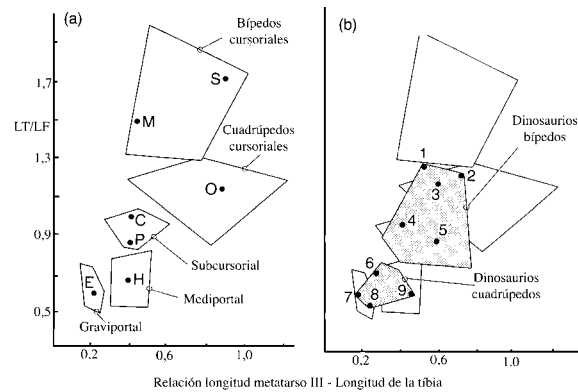 (a)
Bípedos
cursoriales
S
1,7
M
LT/LF
Cuadrúpedos
cursoriales
1,3
O
C
0,9
P
Subcursorial
E
H
Mediportal
0,5
Graviportal
0,2
0,6
1,0
(b)
Dinosaurios
bípedos
1
2
3
4
5
6
Dinosaurios
cuadrúpedos
7
8
9
0,2
0.6
1.0
Relación longitud metatarso III - Longitud de la tíbia